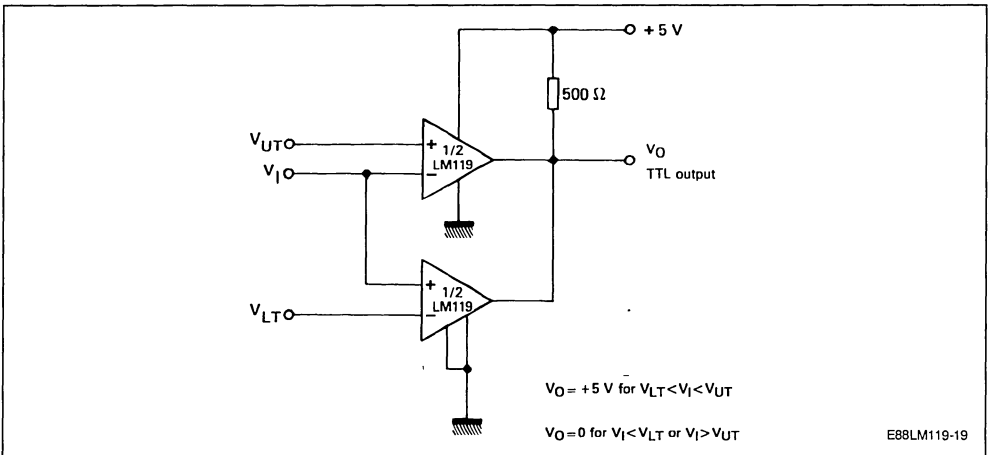 + 5 V
500 Ω
VUT
+
1/2
LM119
−
VI
VO
TTL output
+
1/2
LM119
−
VLT
VO = +5 V for VLT<VI<VUT
VO=0 for VI<VLT or VI>VUT
E88LM119-19